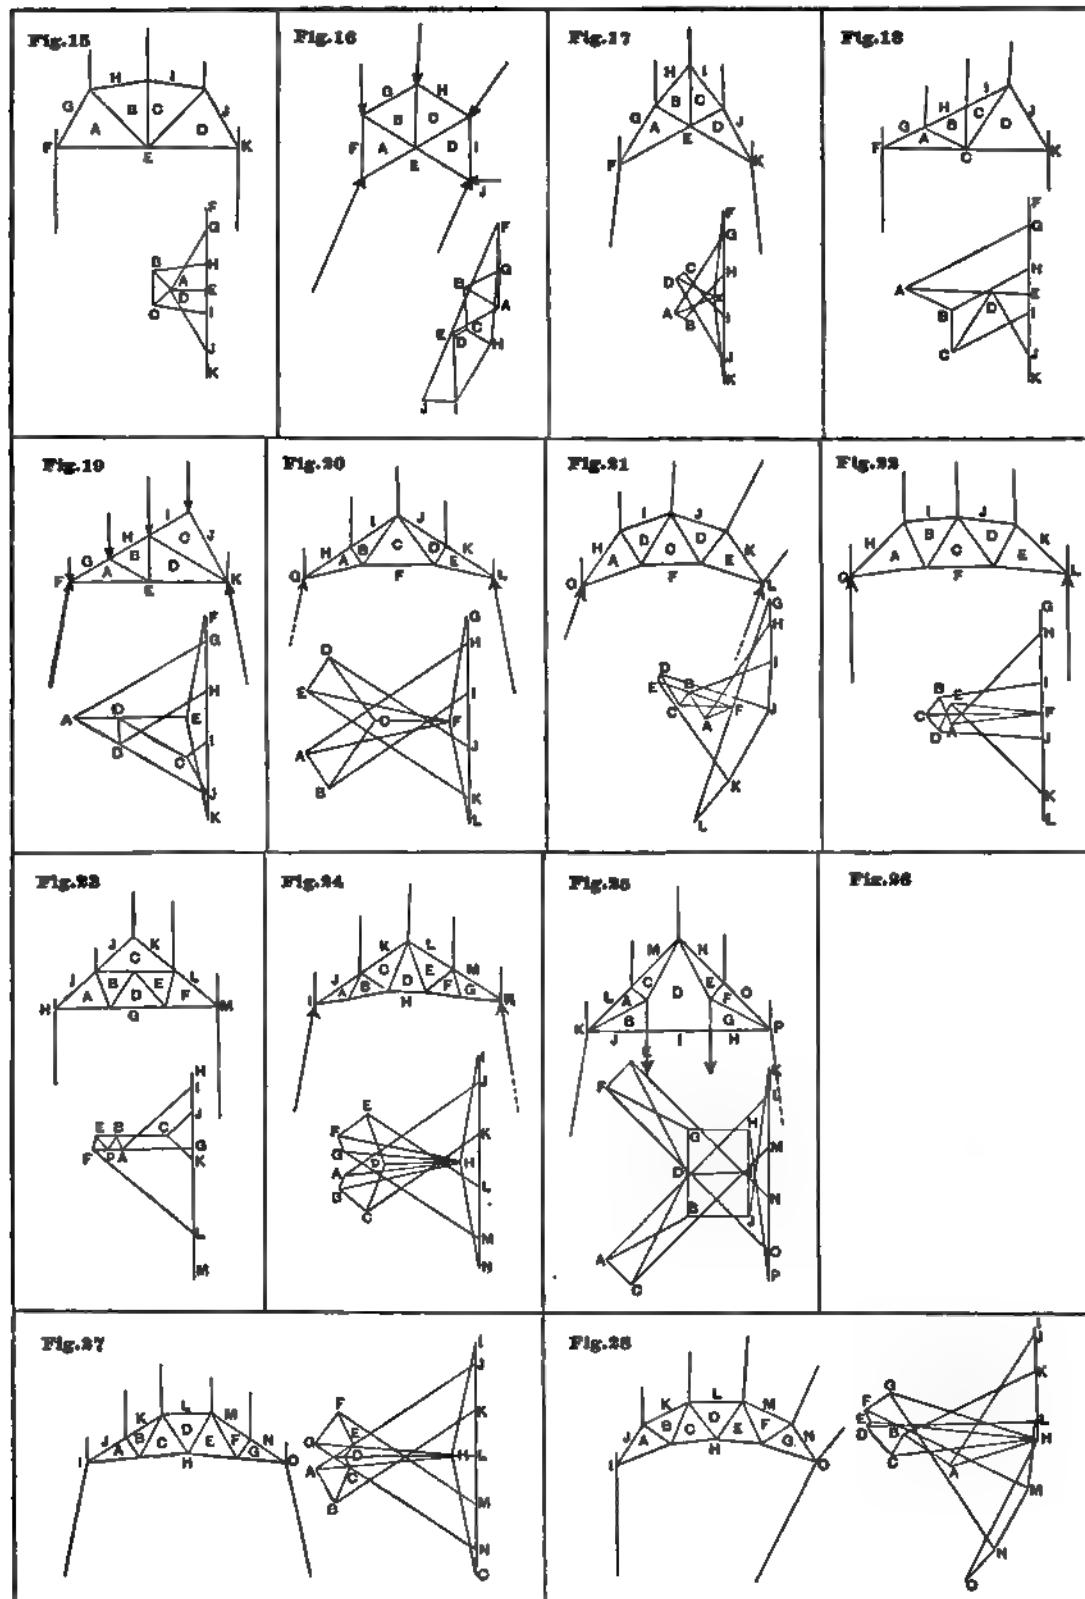 Fig.15
H
I
G
B
C
J
A
D
F
E
K
F
G
B
H
A
E
D
C
I
J
K
Fig.16
G
H
B
C
F
A
D
I
E
J
F
G
B
A
C
E
D
H
J
I
Fig.17
H
I
B
C
G
A
J
E
D
F
K
F
G
C
H
D
A
B
I
J
K
Fig.18
I
H
C
J
G
B
D
A
F
C
K
F
G
H
A
E
D
B
I
C
J
K
Fig.19
I
C
J
H
G
B
A
D
F
E
K
F
G
H
D
A
E
D
I
C
J
K
Fig.20
I
J
H
B
C
D
K
A
E
G
F
L
G
H
D
I
E
C
F
J
A
B
K
L
Fig.21
I
J
H
D
C
D
K
A
E
G
F
L
G
H
D
I
E
B
C
F
J
A
K
L
Fig.22
I
J
H
B
D
K
A
C
E
G
F
L
G
H
B
I
E
C
F
D
A
J
K
L
Fig.23
J
K
C
I
L
B
E
A
D
F
H
G
M
H
I
J
E
B
C
G
F
D
A
K
L
M
Fig.24
K
L
C
J
E
M
B
D
A
F
G
I
H
N
I
J
E
F
K
G
D
H
A
B
L
C
M
N
Fig.25
M
H
C
L
A
D
E
F
O
B
G
K
P
J
I
H
E
K
F
L
G
H
M
D
I
N
B
J
A
O
C
P
Fig.26
Fig.27
L
K
M
D
J
B
C
E
F
N
A
G
I
H
O
I
J
F
K
G
E
H
L
D
A
C
B
M
N
O
Fig.28
L
K
M
D
B
C
E
F
J
N
A
G
I
H
O
I
J
K
G
F
E
L
D
B
H
C
A
M
N
O